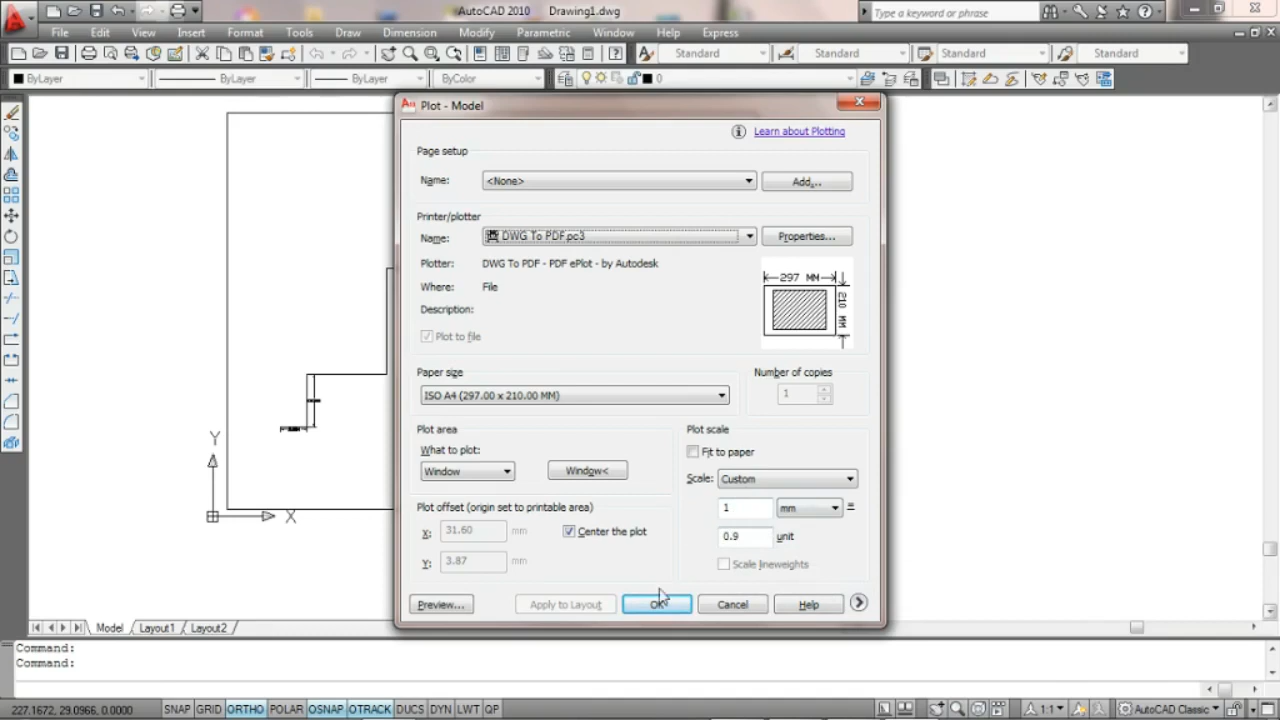 AutoCAD 2010 Drawing1.dwg
Type a keyword or phrase
File Edit View Insert Format Tools Draw Dimension Modify Parametric Window Help Express
Standard Standard Standard Standard
ByLayer ByLayer ByLayer ByColor 0
Plot - Model
Learn about Plotting
Page setup
Name: <None> Add...
Printer/plotter
Name: DWG To PDF.pc3 Properties...
Plotter: DWG To PDF - PDF ePlot - by Autodesk
Where: File
Description:
Plot to file
297 MM
210 MM
Paper size
ISO A4 (297.00 x 210.00 MM)
Number of copies
1
Plot area
What to plot:
Window Window<
Plot scale
Fit to paper
Scale: Custom
1 mm =
0.9 unit
Scale lineweights
Plot offset (origin set to printable area)
X: 31.60 mm Center the plot
Y: 3.87 mm
Preview... Apply to Layout OK Cancel Help
Y
X
Model Layout1 Layout2
Command:
Command:
227.1672, 29.0966, 0.0000 SNAP GRID ORTHO POLAR OSNAP OTRACK DUCS DYN LWT QP 1:1 AutoCAD Classic